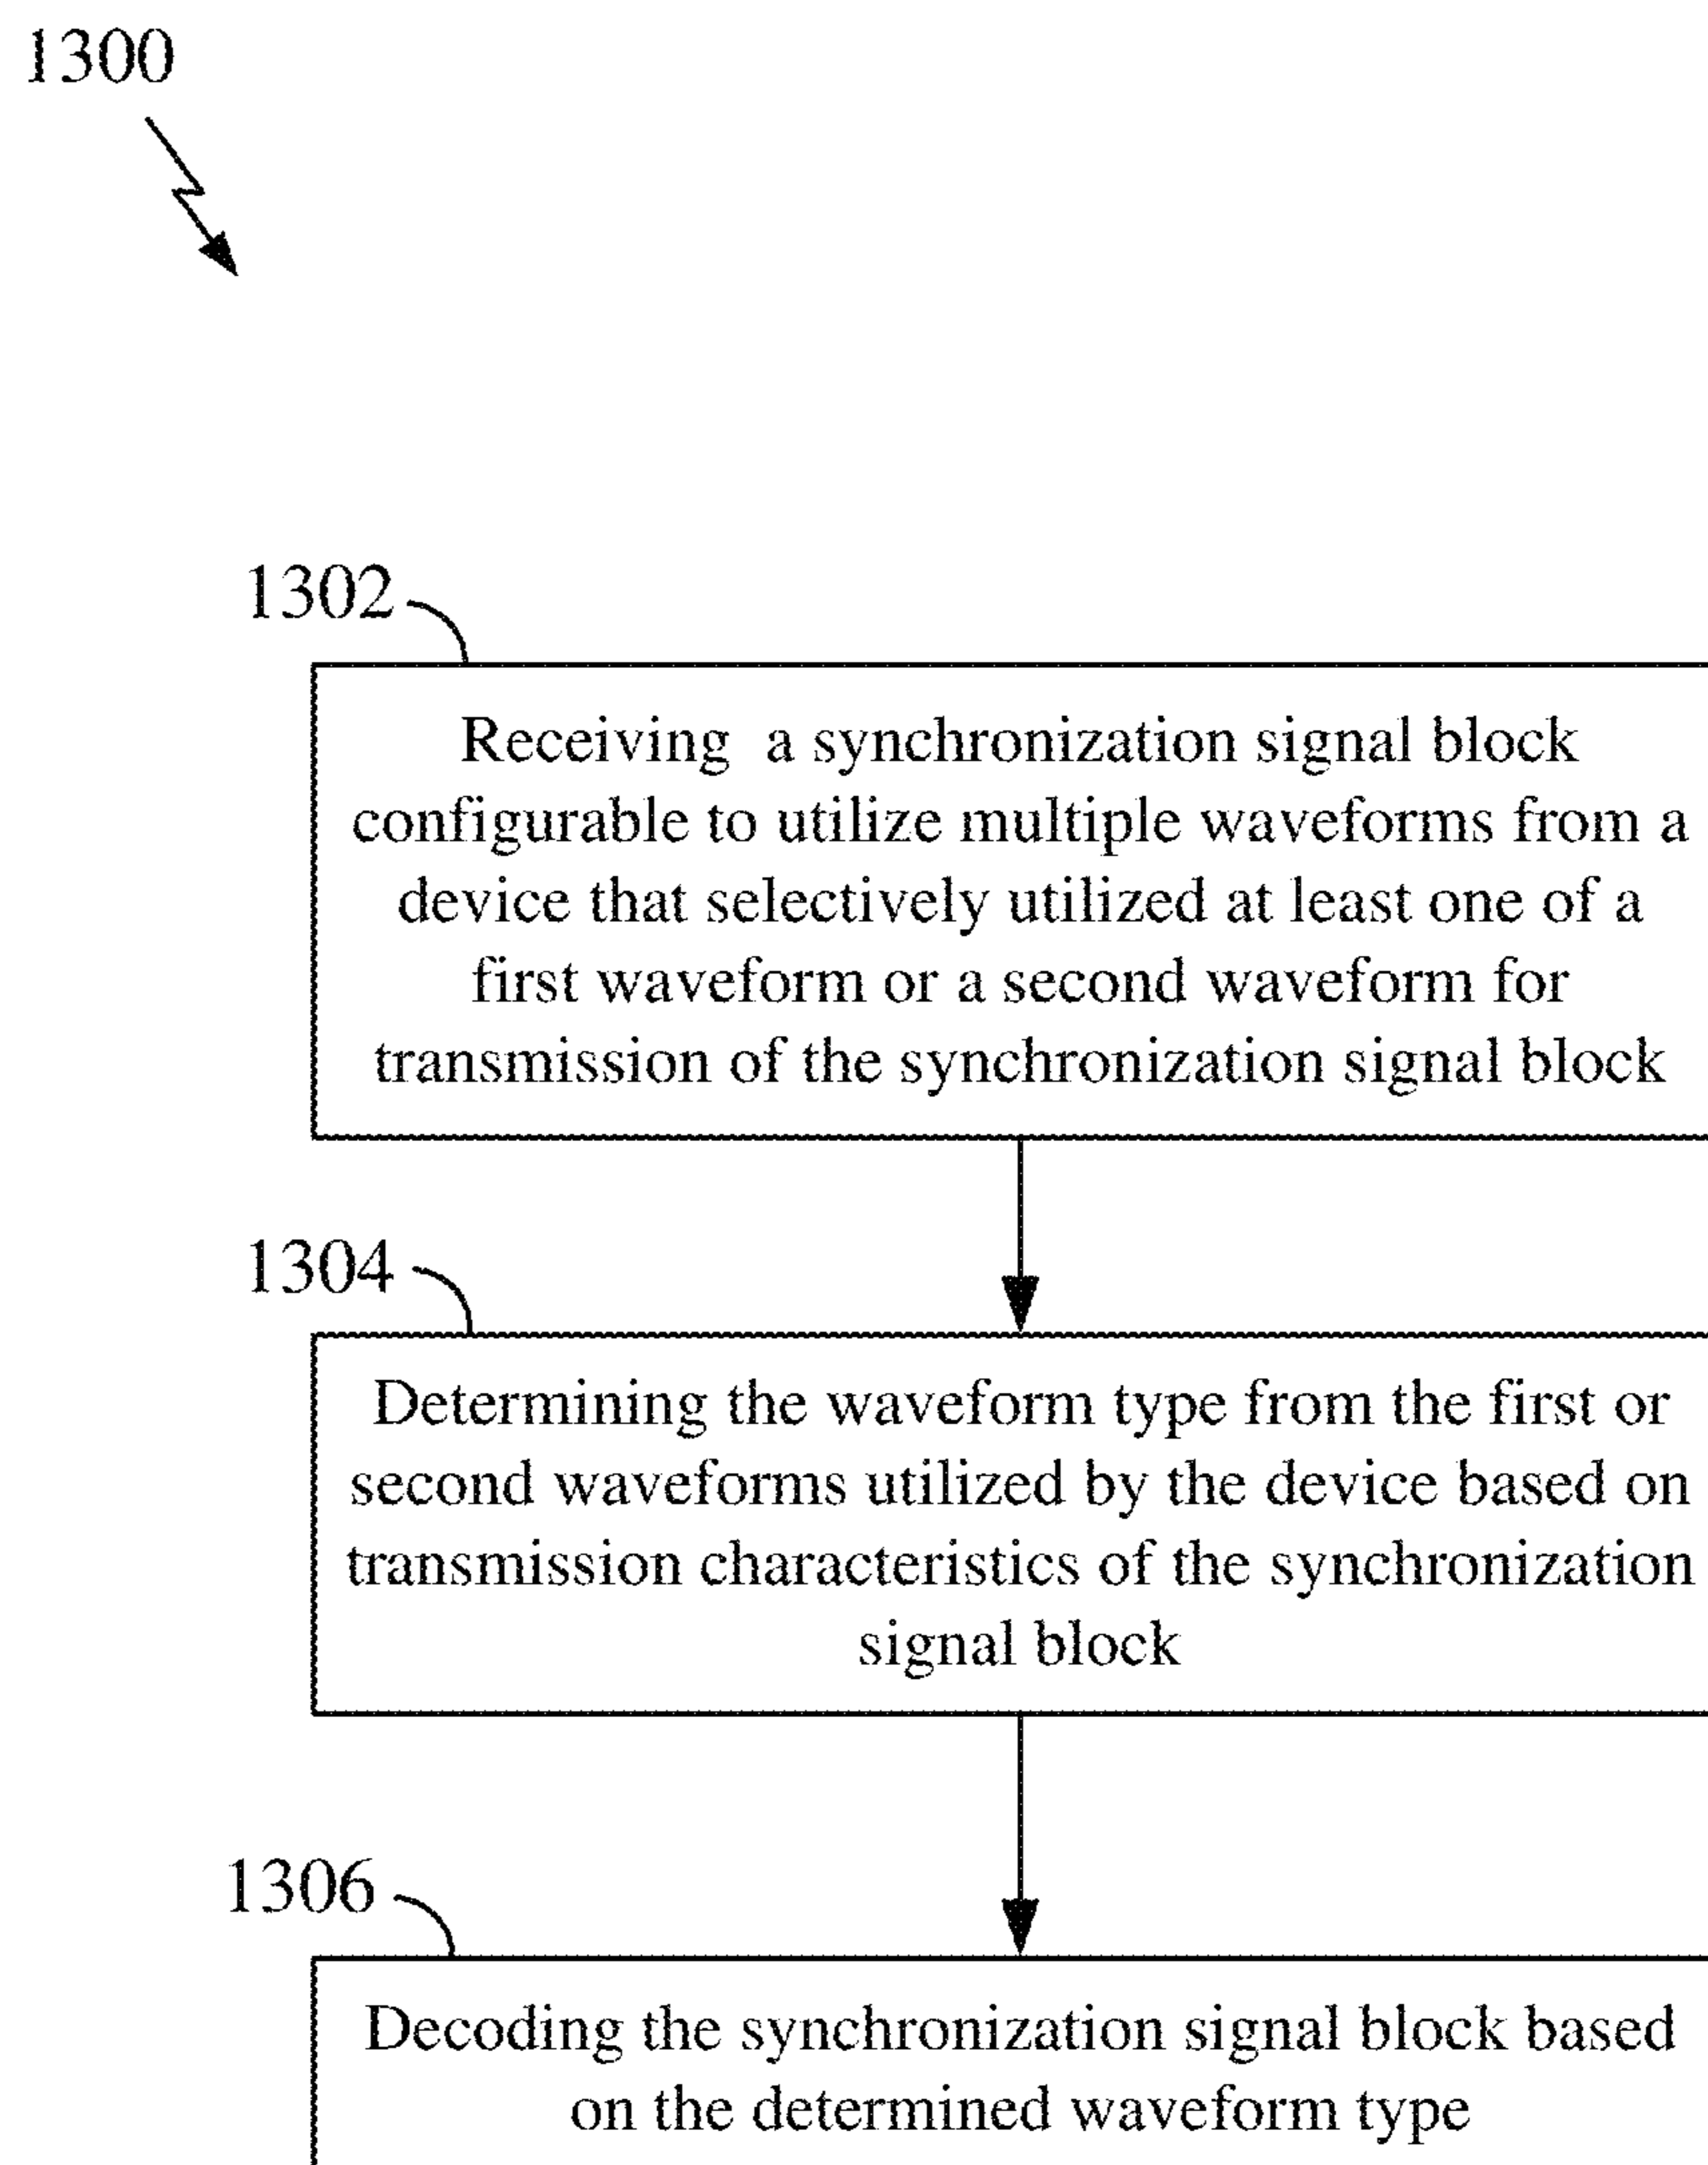 1300
1302
Receiving a synchronization signal block
configurable to utilize multiple waveforms from a
device that selectively utilized at least one of a
first waveform or a second waveform for
transmission of the synchronization signal block
1304
Determining the waveform type from the first or
second waveforms utilized by the device based on
transmission characteristics of the synchronization
signal block
1306
Decoding the synchronization signal block based
on the determined waveform type